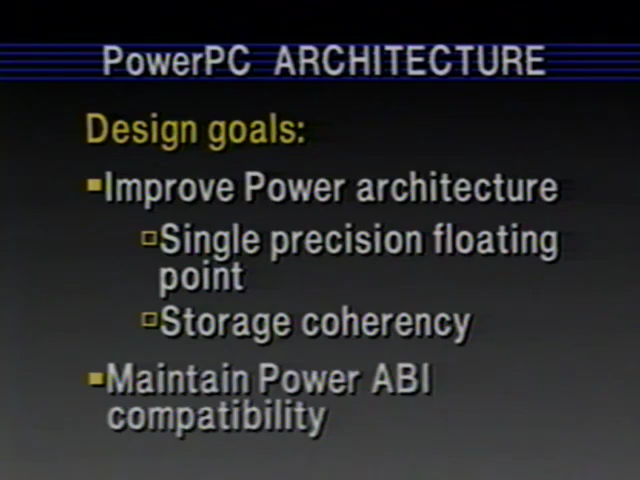 PowerPC ARCHITECTURE
Design goals:
Improve Power architecture
Single precision floating
point
Storage coherency
Maintain Power ABI
compatibility